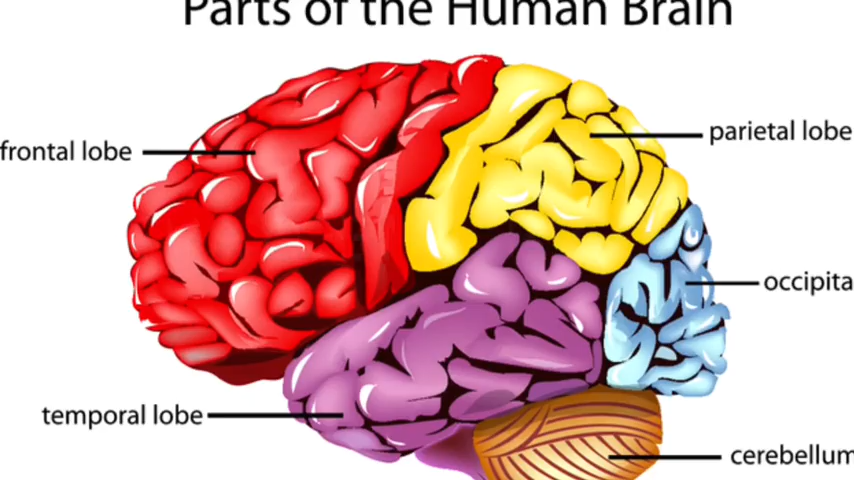 Parts of the Human Brain
frontal lobe
parietal lobe
occipita
temporal lobe
cerebellum